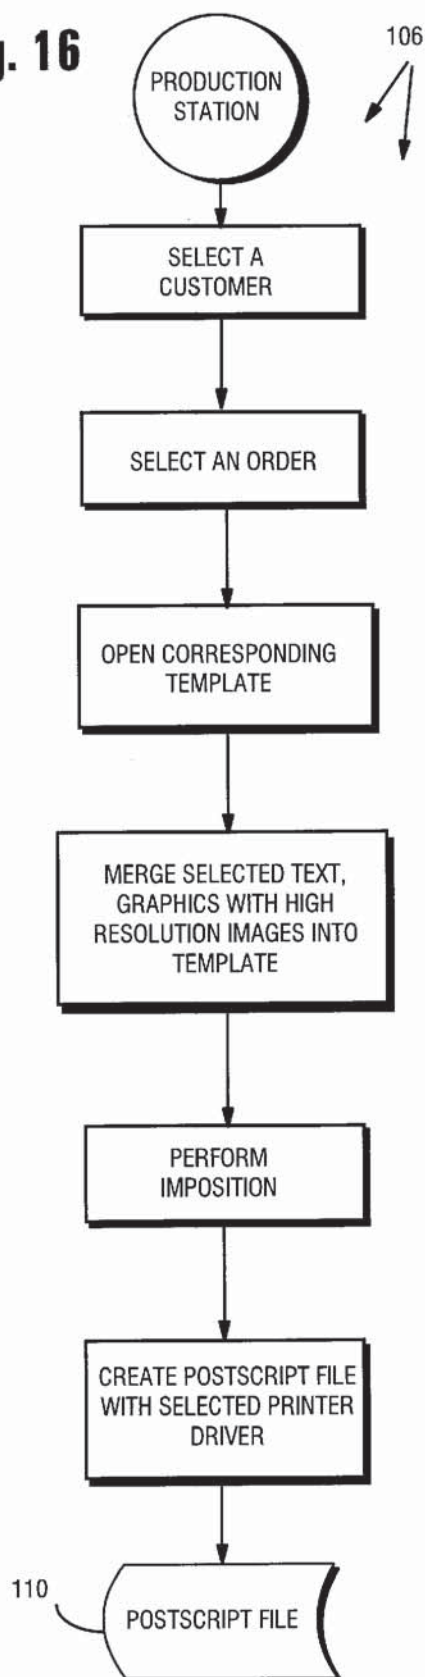 . 16
106
PRODUCTION
STATION
SELECT A
CUSTOMER
SELECT AN ORDER
OPEN CORRESPONDING
TEMPLATE
MERGE SELECTED TEXT,
GRAPHICS WITH HIGH
RESOLUTION IMAGES INTO
TEMPLATE
PERFORM
IMPOSITION
CREATE POSTSCRIPT FILE
WITH SELECTED PRINTER
DRIVER
110
POSTSCRIPT FILE